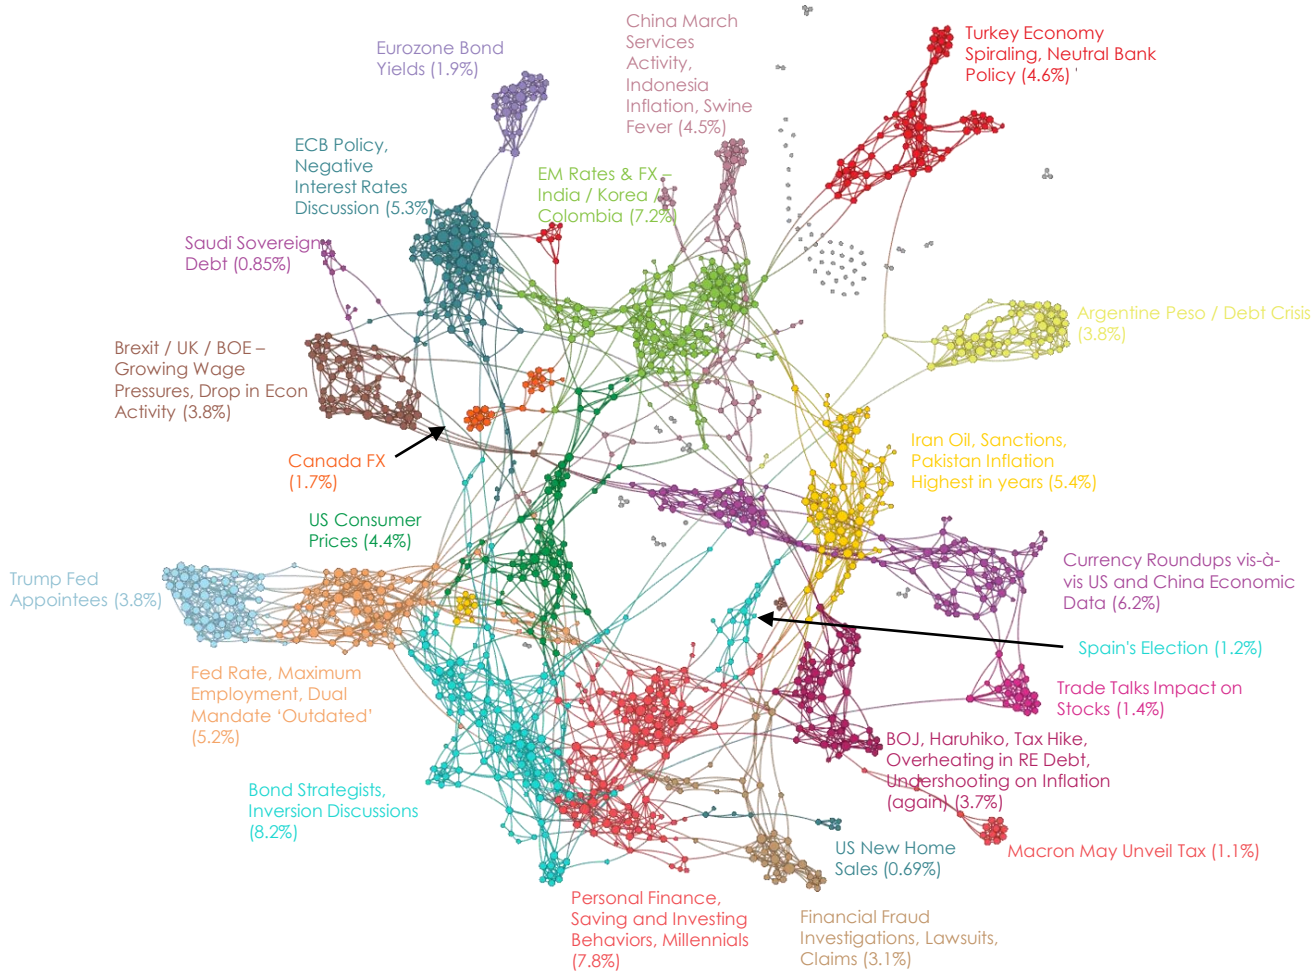 China March
Services
Activity,
Indonesia
Inflation, Swine
Fever (4.5%)
Turkey Economy
Spiraling, Neutral Bank
Policy (4.6%) '
Eurozone Bond
Yields (1.9%)
ECB Policy,
Negative
Interest Rates
Discussion (5.3%)
EM Rates & FX –
India / Korea /
Colombia (7.2%)
Saudi Sovereign
Debt (0.85%)
Argentine Peso / Debt Crisis
(3.8%)
Brexit / UK / BOE –
Growing Wage
Pressures, Drop in Econ
Activity (3.8%)
Iran Oil, Sanctions,
Pakistan Inflation
Highest in years (5.4%)
Canada FX
(1.7%)
US Consumer
Prices (4.4%)
Currency Roundups vis-à-
vis US and China Economic
Data (6.2%)
Trump Fed
Appointees (3.8%)
Spain's Election (1.2%)
Fed Rate, Maximum
Employment, Dual
Mandate ‘Outdated’
(5.2%)
Trade Talks Impact on
Stocks (1.4%)
BOJ, Haruhiko, Tax Hike,
Overheating in RE Debt,
Undershooting on Inflation
(again) (3.7%)
Bond Strategists,
Inversion Discussions
(8.2%)
US New Home
Sales (0.69%)
Macron May Unveil Tax (1.1%)
Personal Finance,
Saving and Investing
Behaviors, Millennials
(7.8%)
Financial Fraud
Investigations, Lawsuits,
Claims (3.1%)